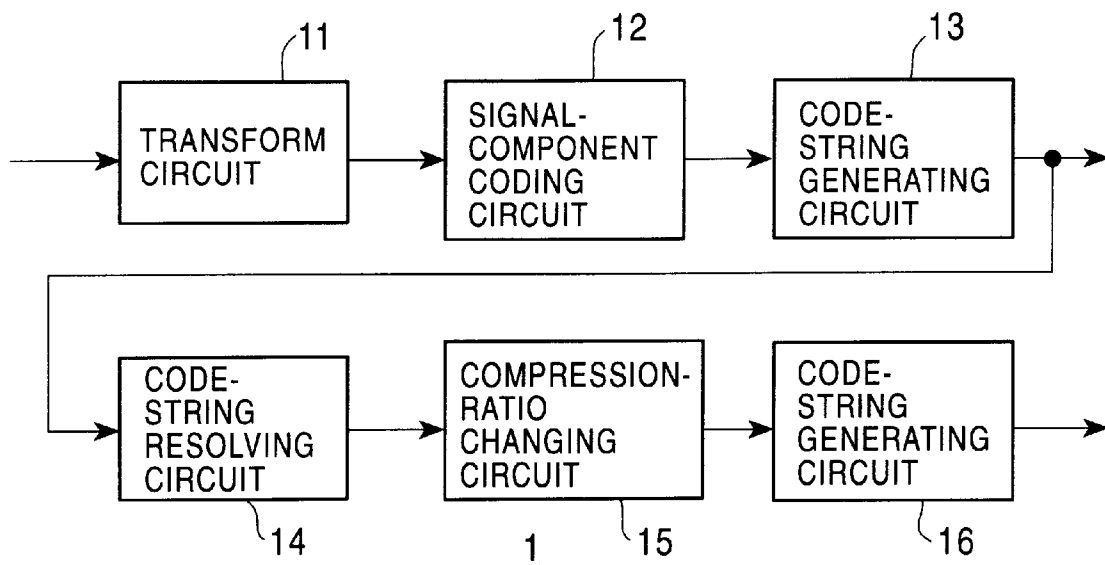 11
12
13
TRANSFORM
CIRCUIT
SIGNAL-
COMPONENT
CODING
CIRCUIT
CODE-
STRING
GENERATING
CIRCUIT
CODE-
STRING
RESOLVING
CIRCUIT
COMPRESSION-
RATIO
CHANGING
CIRCUIT
CODE-
STRING
GENERATING
CIRCUIT
14
1
15
16